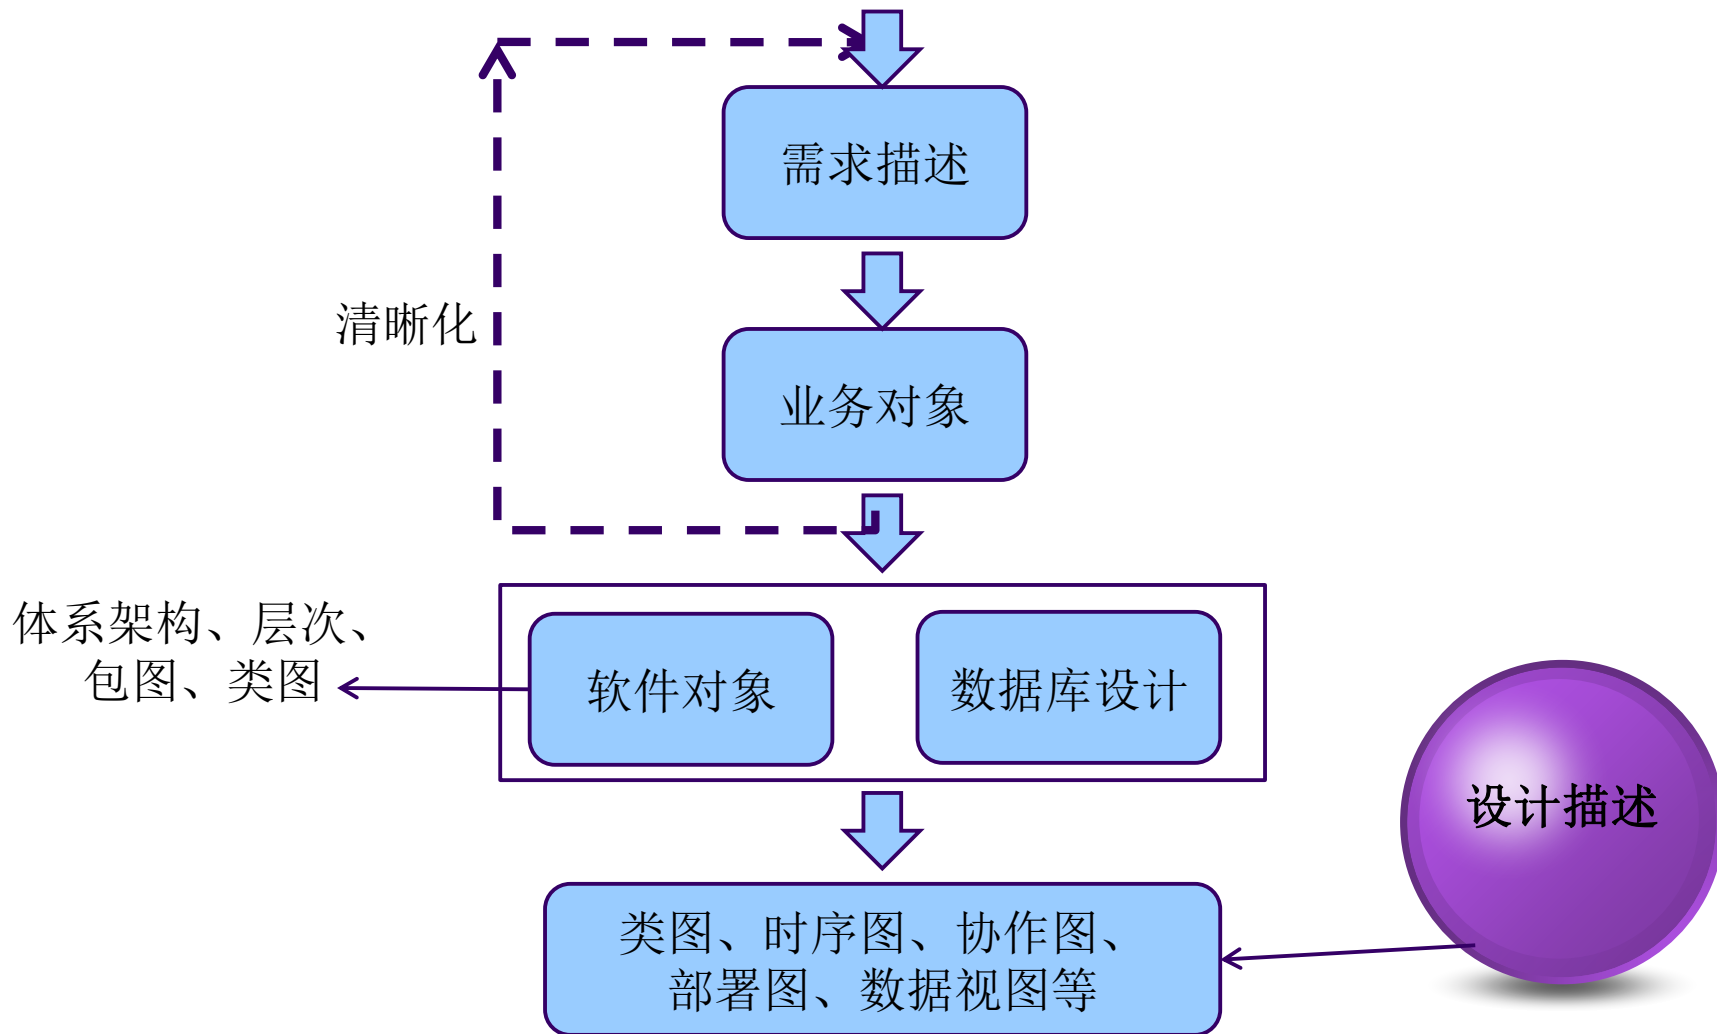 需求描述
清晰化
业务对象
体系架构、层次、
包图、类图
软件对象
数据库设计
设计描述
类图、时序图、协作图、
部署图、数据视图等